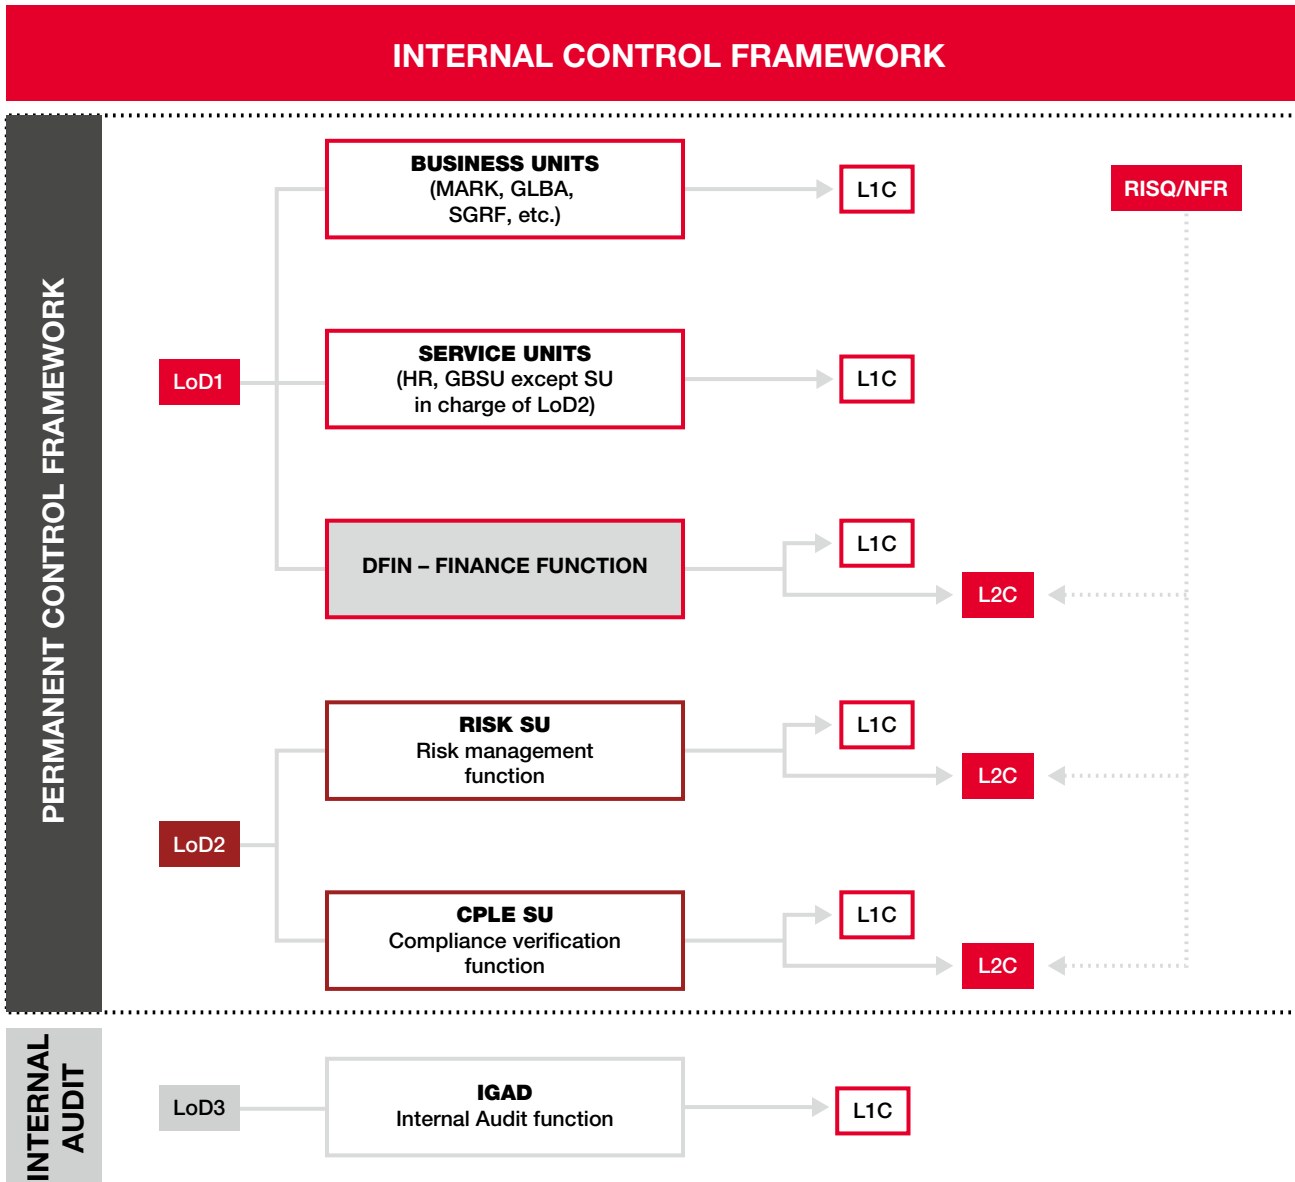 INTERNAL CONTROL FRAMEWORK
PERMANENT CONTROL FRAMEWORK
BUSINESS UNITS
(MARK, GLBA,
SGRF, etc.)
L1C
RISQ/NFR
LoD1
SERVICE UNITS
(HR, GBSU except SU
in charge of LoD2)
L1C
DFIN – FINANCE FUNCTION
L1C
L2C
LoD2
RISK SU
Risk management
function
L1C
L2C
CPLE SU
Compliance verification
function
L1C
L2C
INTERNAL
AUDIT
LoD3
IGAD
Internal Audit function
L1C